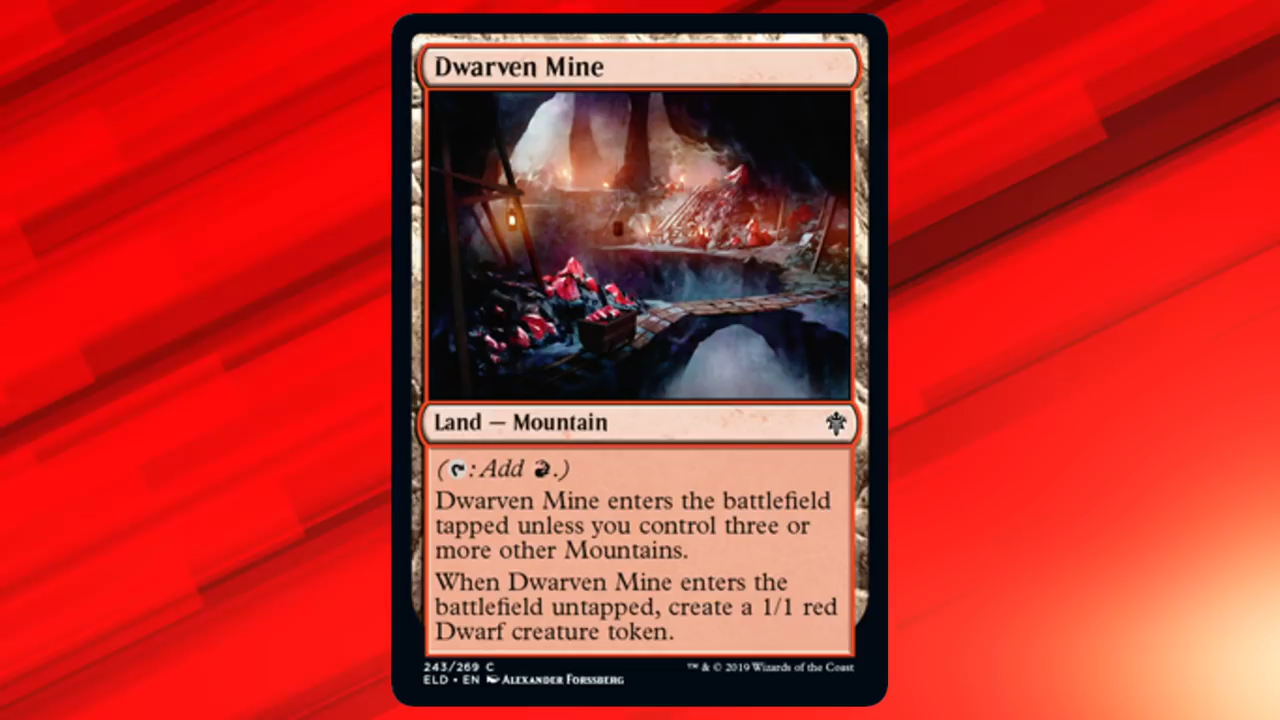 Dwarven Mine
Land — Mountain
(: Add .)
Dwarven Mine enters the battlefield
tapped unless you control three or
more other Mountains.
When Dwarven Mine enters the
battlefield untapped, create a 1/1 red
Dwarf creature token.
243/269 C
™ & © 2019 Wizards of the Coast
ELD • EN Alexander Forssberg